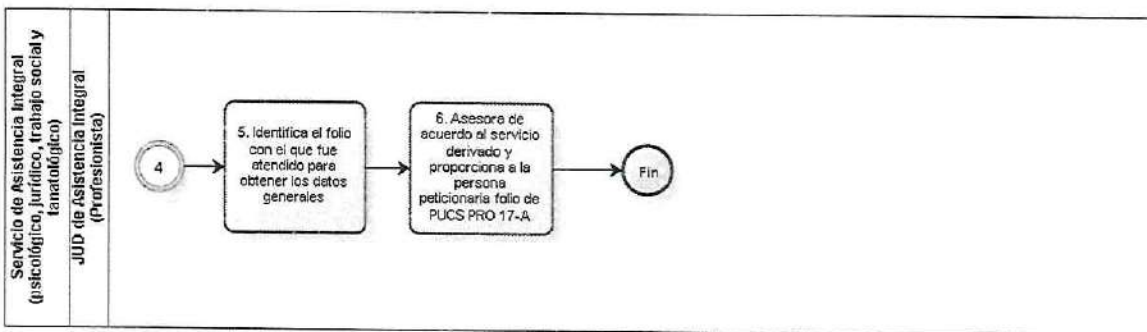 Servicio de Asistencia Integral
(psicológico, jurídico, trabajo social y
tanatológico)
JUD de Asistencia Integral
(Profesionista)
4
5. Identifica el folio
con el que fue
atendido para
obtener los datos
generales
6. Asesora de
acuerdo al servicio
derivado y
proporciona a la
persona
peticionaria folio de
PUCS PRO 17-A
Fin